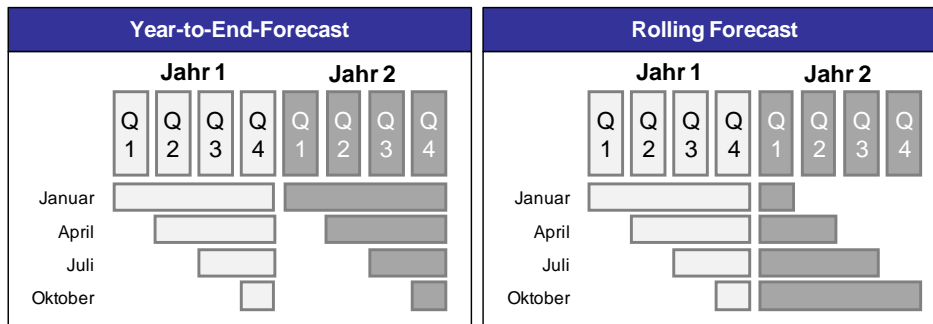 Year-to-End-Forecast
Jahr 1 Jahr 2
Q Q Q Q Q Q Q Q
1 2 3 4 1 2 3 4
Januar
April
Juli
Oktober
Rolling Forecast
Jahr 1 Jahr 2
Q Q Q Q Q Q Q Q
1 2 3 4 1 2 3 4
Januar
April
Juli
Oktober